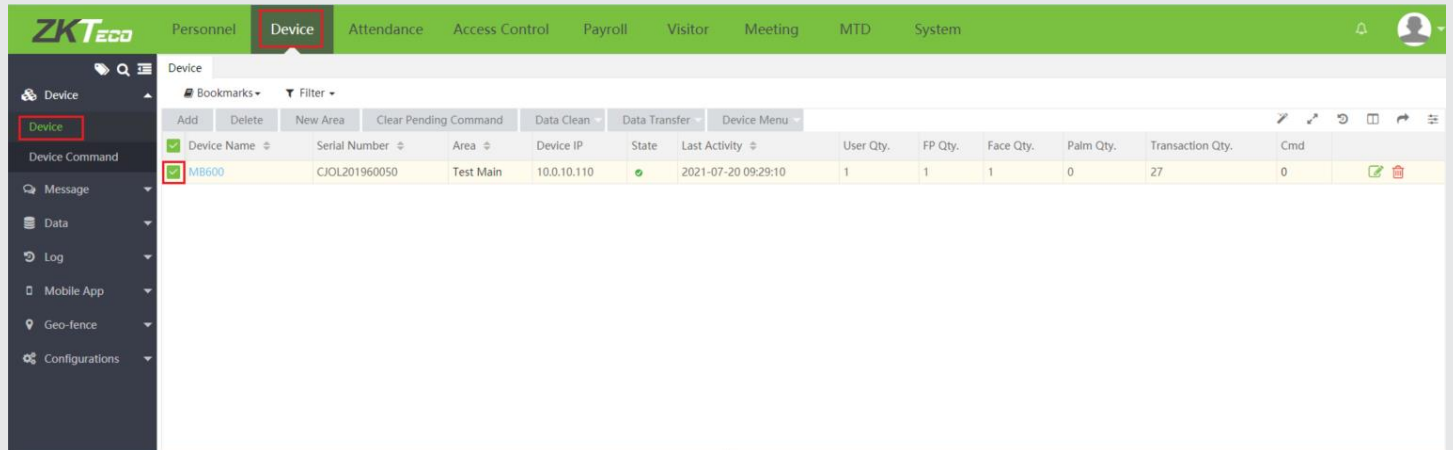 ZKTECO Personnel Device Attendance Access Control Payroll Visitor Meeting MTD System
Device
Device
Bookmarks Filter
Device
Add Delete New Area Clear Pending Command Data Clean Data Transfer Device Menu
Device Command
Device Name Serial Number Area Device IP State Last Activity User Qty. FP Qty. Face Qty. Palm Qty. Transaction Qty. Cmd
MB600 CJOL201960050 Test Main 10.0.10.110 2021-07-20 09:29:10 1 1 1 0 27 0
Message
Data
Log
Mobile App
Geo-fence
Configurations